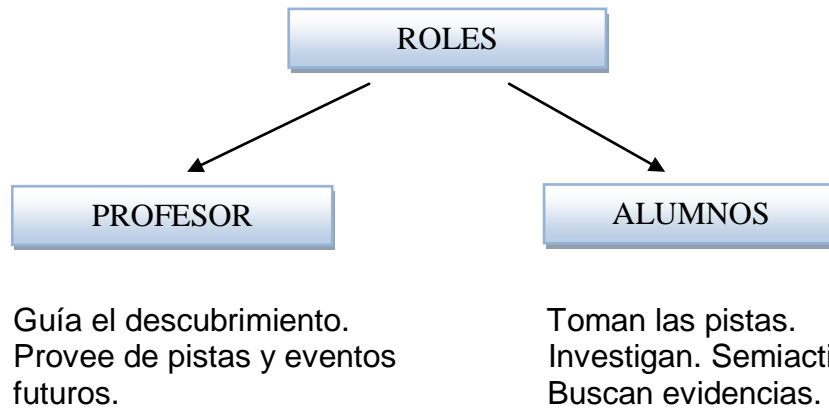 ROLES
PROFESOR
ALUMNOS
Guía el descubrimiento.
Provee de pistas y eventos
futuros.
Toman las pistas.
Investigan.
Buscan evidencias.